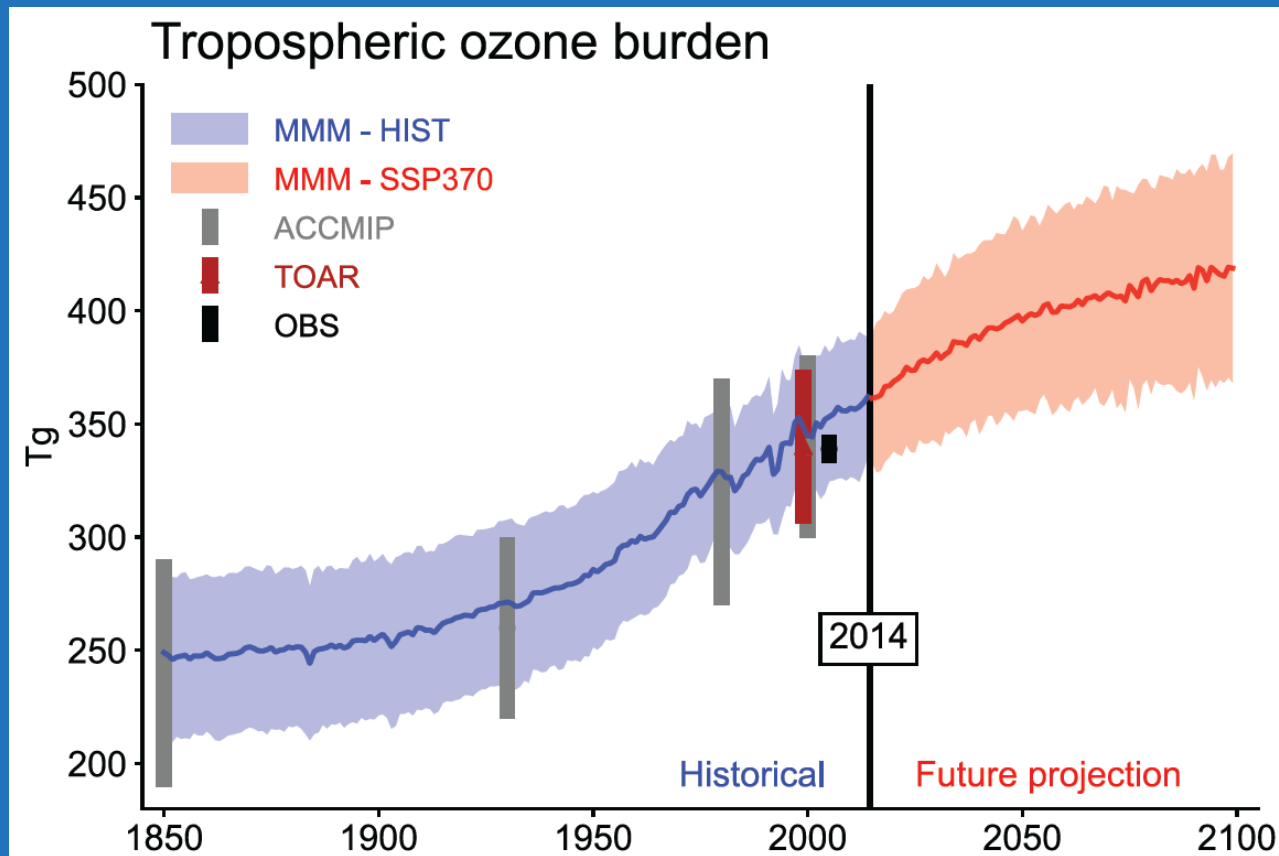 Tropospheric ozone burden
500
450
400
350
300
250
200
Tg
MMM - HIST
MMM - SSP370
ACCMIP
TOAR
OBS
2014
Historical
Future projection
1850
1900
1950
2000
2050
2100